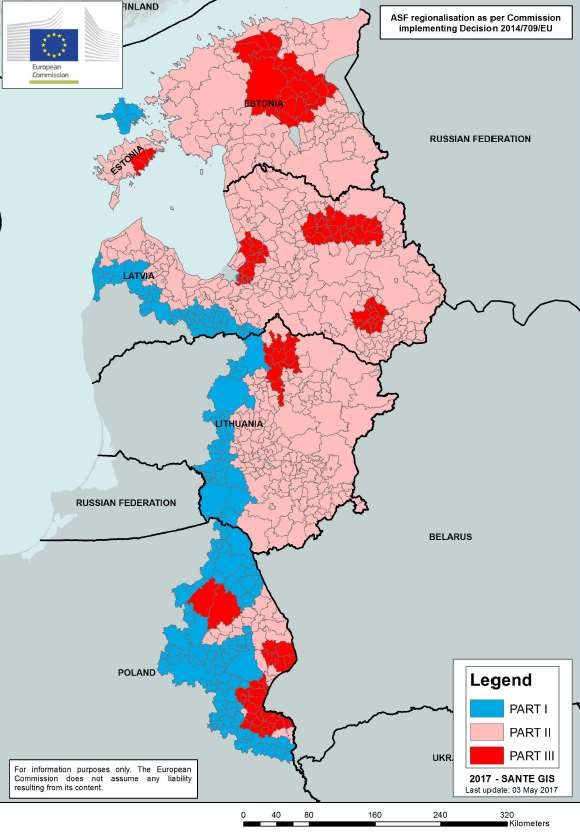 FINLAND
ASF regionalisation as per Commission
implementing Decision 2014/709/EU
European
Commission
ESTONIA
RUSSIAN FEDERATION
ESTONIA
LATVIA
LITHUANIA
RUSSIAN FEDERATION
BELARUS
POLAND
Legend
PART I
PART II
PART III
2017 - SANTE GIS
Last update: 03 May 2017
UKRA
For information purposes only. The European
Commission does not assume any liability
resulting from its content.
0 40 80 160 240 320
Kilometers